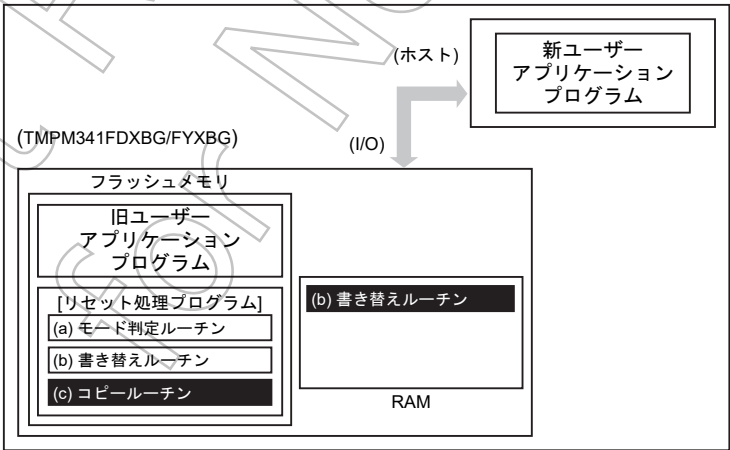 (ホスト)
新ユーザー
アプリケーション
プログラム
(TMPM341FDXBG/FYXBG)
(I/O)
フラッシュメモリ
旧ユーザー
アプリケーション
プログラム
[リセット処理プログラム]
(a) モード判定ルーチン
(b) 書き替えルーチン
(c) コピールーチン
(b) 書き替えルーチン
RAM